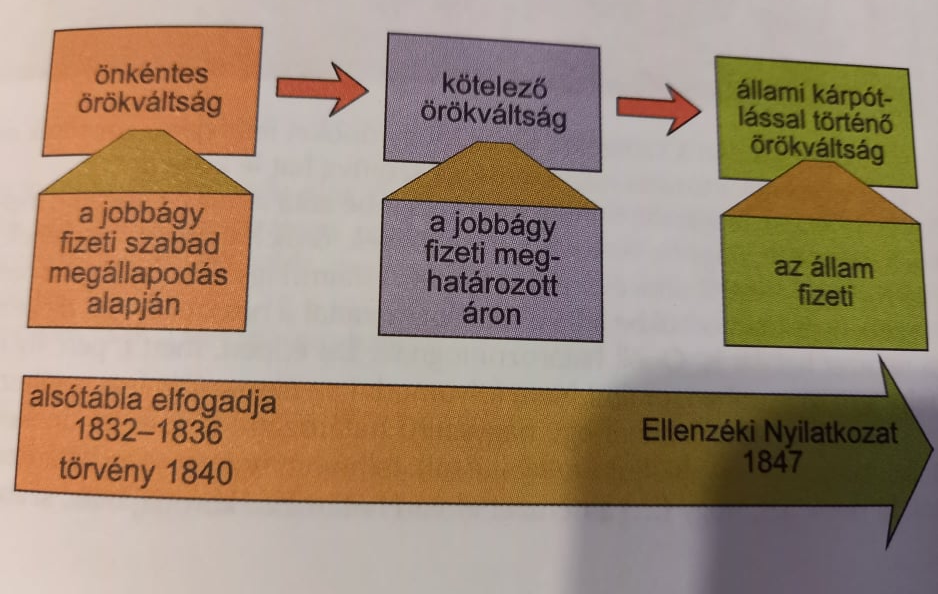 önkéntes
örökváltság
a jobbágy
fizeti szabad
megállapodás
alapján
kötelező
örökváltság
a jobbágy
fizeti meg-
határozott
áron
állami kárpót-
lással történő
örökváltság
az állam
fizeti
alsótábla elfogadja
1832–1836
törvény 1840
Ellenzéki Nyilatkozat
1847